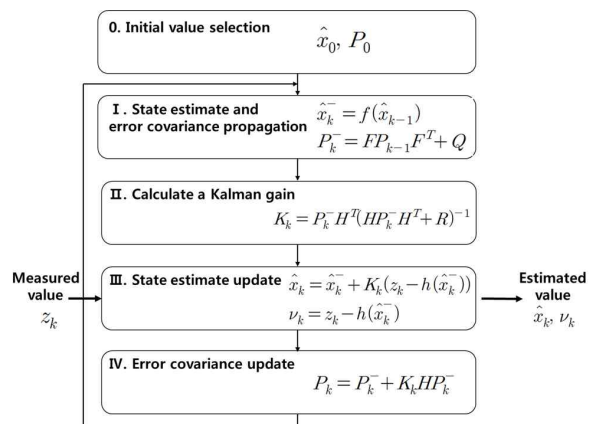 0. Initial value selection
x̂₀, P₀
Ⅰ. State estimate and
error covariance propagation
x̂ₖ⁻ = f(x̂ₖ₋₁)
Pₖ⁻ = FPₖ₋₁Fᵀ + Q
Ⅱ. Calculate a Kalman gain
Kₖ = Pₖ⁻Hᵀ(HPₖ⁻Hᵀ + R)⁻¹
Measured
value
zₖ
Ⅲ. State estimate update
x̂ₖ = x̂ₖ⁻ + Kₖ(zₖ − h(x̂ₖ⁻))
νₖ = zₖ − h(x̂ₖ⁻)
Estimated
value
x̂ₖ, νₖ
Ⅳ. Error covariance update
Pₖ = Pₖ⁻ + KₖHPₖ⁻